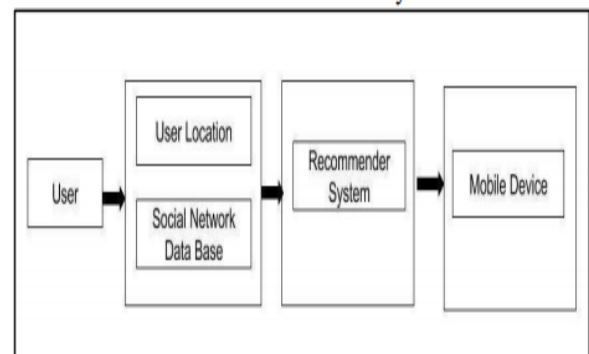 User
User Location
Social Network
Data Base
Recommender
System
Mobile Device